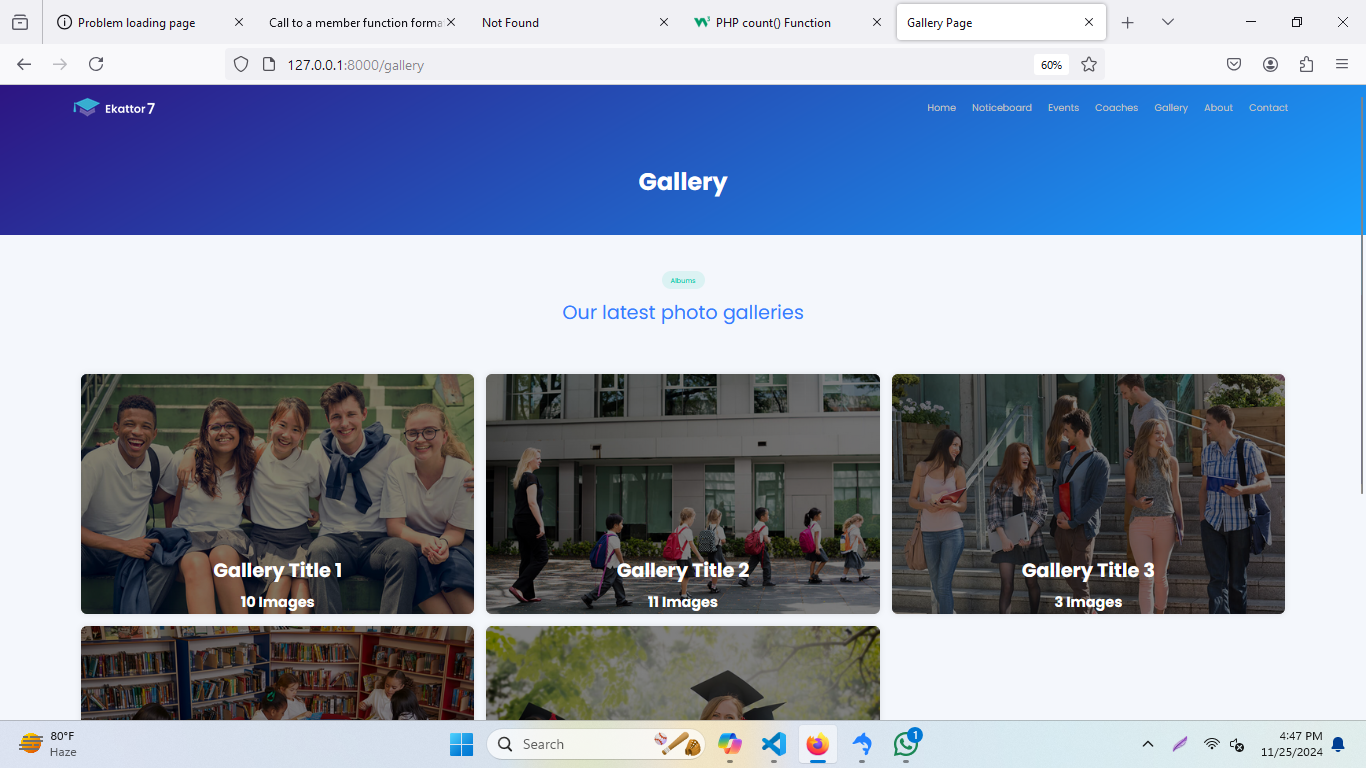 Problem loading page
Call to a member function forma
Not Found
PHP count() Function
Gallery Page
127.0.0.1:8000/gallery
60%
Ekattor 7
Home
Noticeboard
Events
Coaches
Gallery
About
Contact
Gallery
Albums
Our latest photo galleries
Gallery Title 1
10 Images
Gallery Title 2
11 Images
Gallery Title 3
3 Images
80°F
Haze
Search
1
4:47 PM
11/25/2024